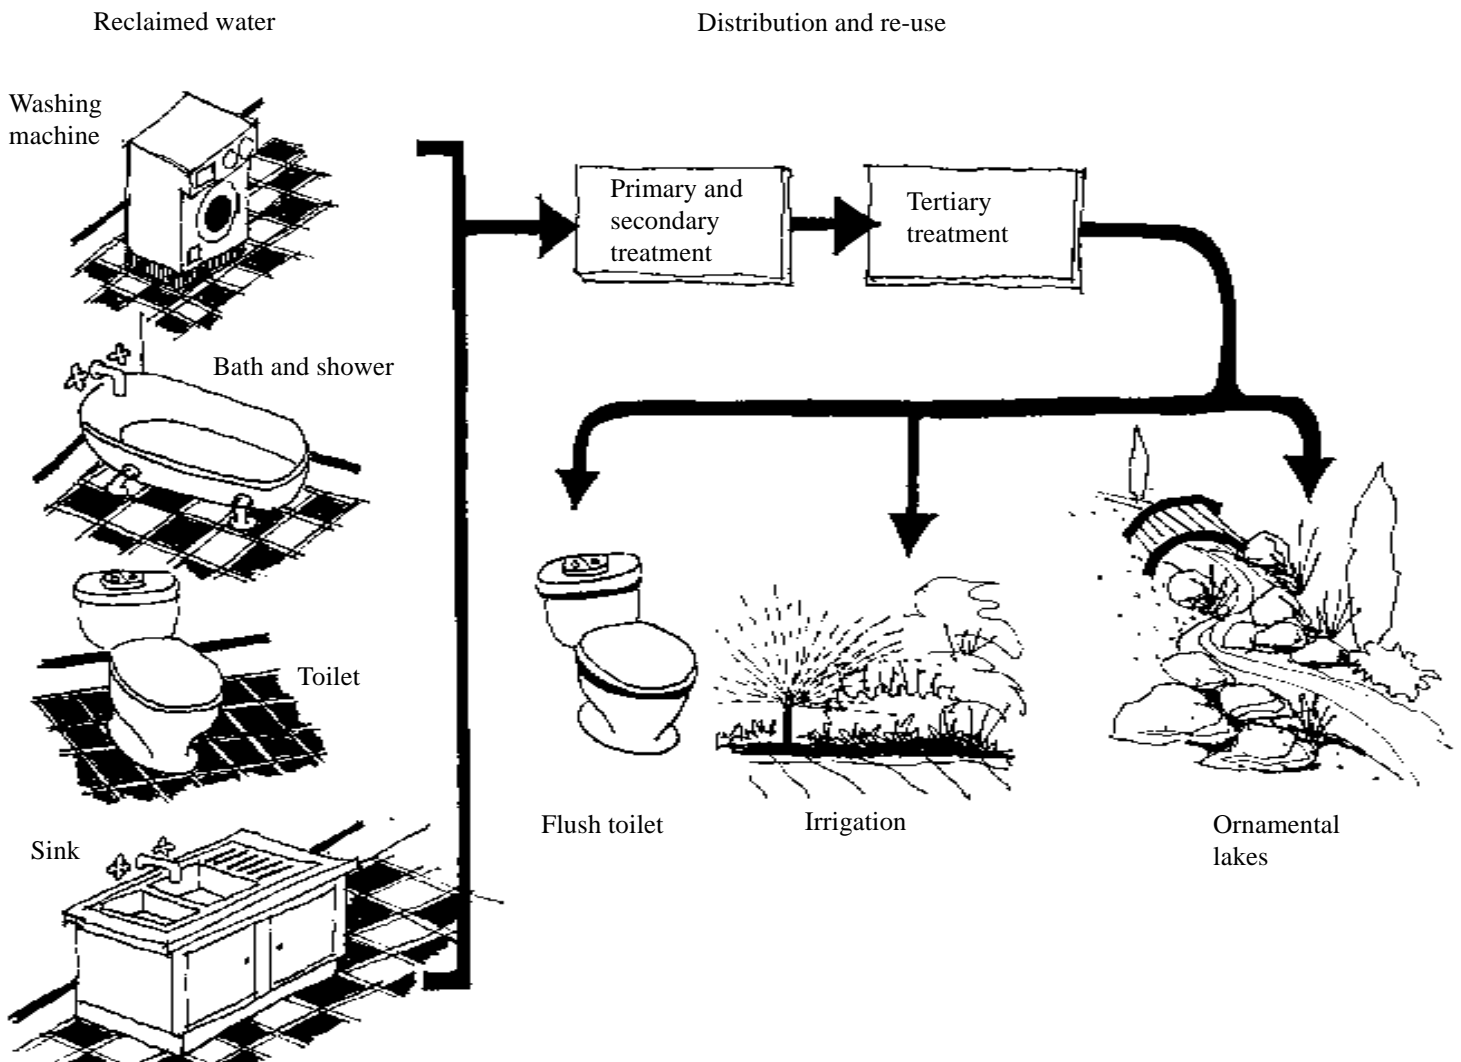 Reclaimed water
Distribution and re-use
Washing
machine
Primary and
secondary
treatment
Tertiary
treatment
Bath and shower
Toilet
Flush toilet
Irrigation
Ornamental
lakes
Sink